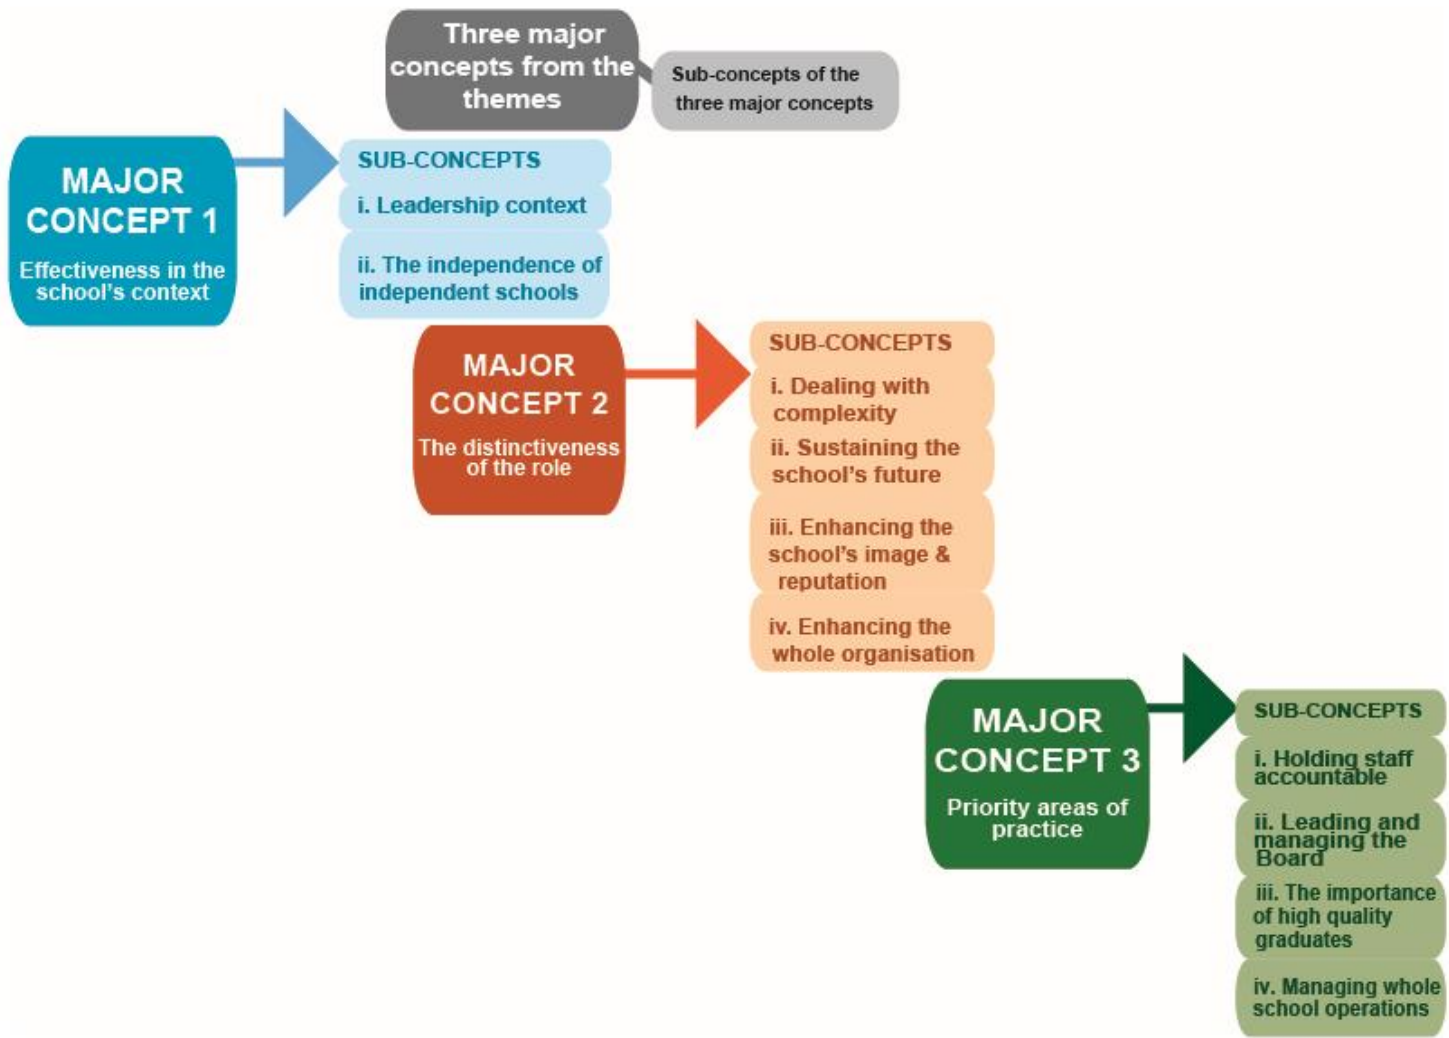 Three major
concepts from the
themes
Sub-concepts of the
three major concepts
MAJOR
CONCEPT 1
Effectiveness in the
school's context
SUB-CONCEPTS
i. Leadership context
ii. The independence of
independent schools
MAJOR
CONCEPT 2
The distinctiveness
of the role
SUB-CONCEPTS
i. Dealing with
complexity
ii. Sustaining the
school's future
iii. Enhancing the
school's image &
reputation
iv. Enhancing the
whole organisation
MAJOR
CONCEPT 3
Priority areas of
practice
SUB-CONCEPTS
i. Holding staff
accountable
ii. Leading and
managing the
Board
iii. The importance
of high quality
graduates
iv. Managing whole
school operations